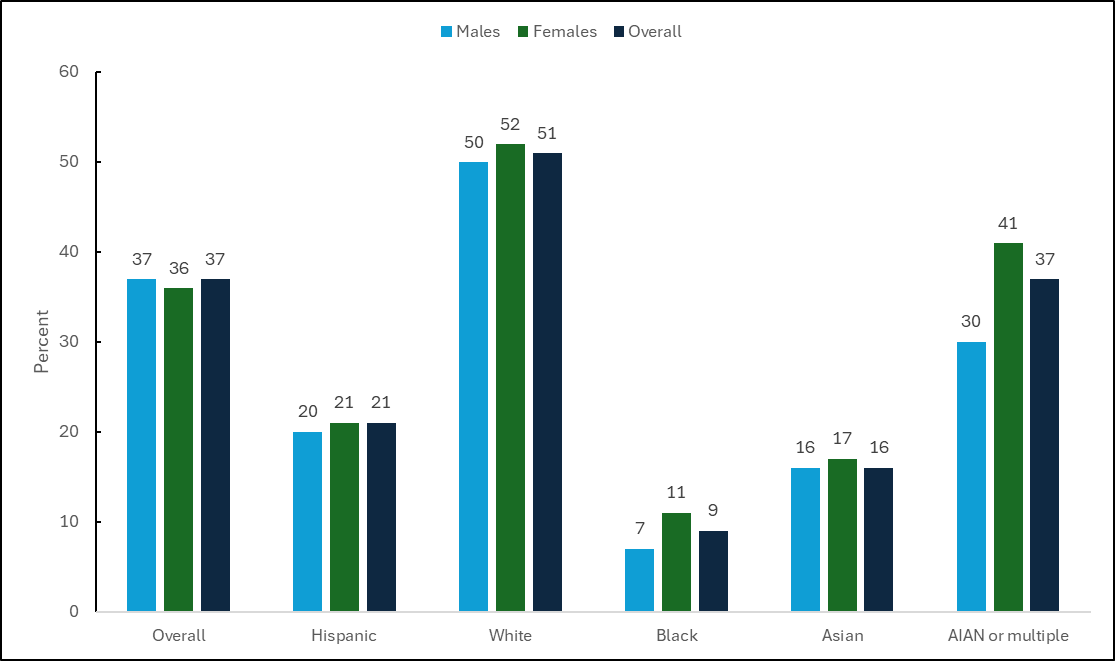 Males Females Overall
60
50
40
30
20
10
0
Percent
37 36 37
20 21 21
50 52 51
7 11 9
16 17 16
30 41 37
Overall Hispanic White Black Asian AIAN or multiple